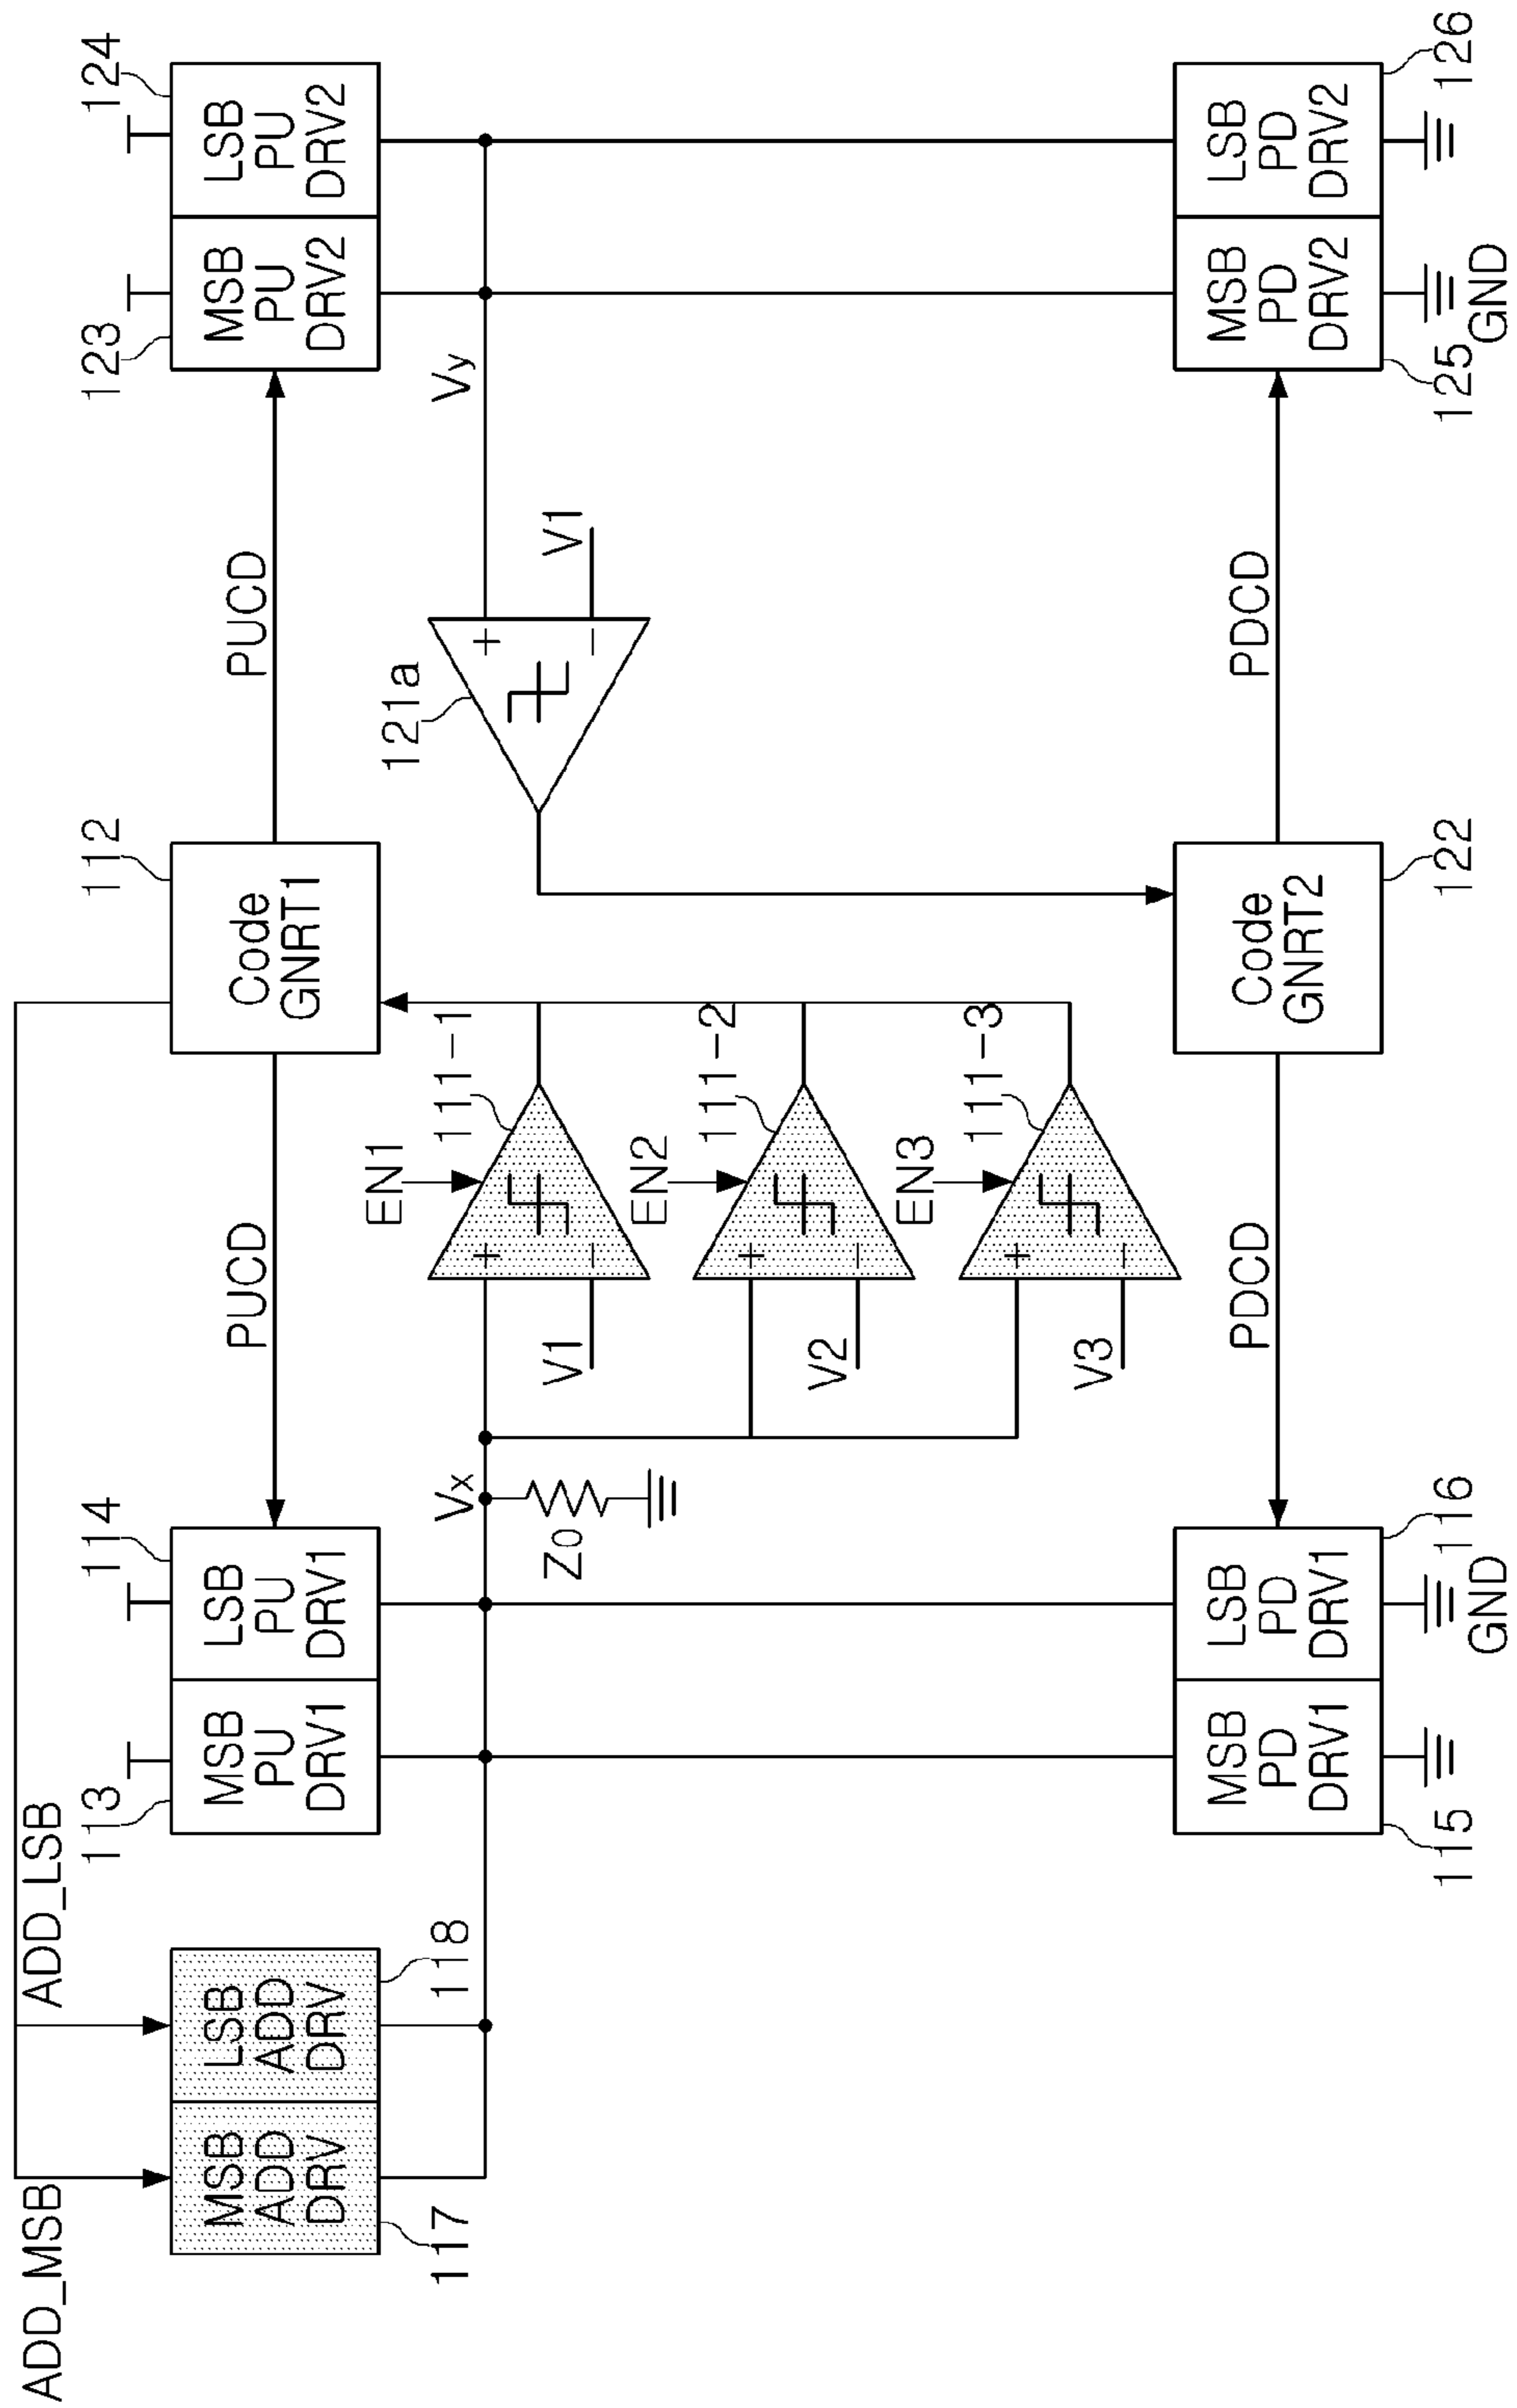 ADD_MSB
ADD_LSB
117
MSB
ADD
DRV
LSB
ADD
DRV
118
113
MSB
PU
DRV1
114
LSB
PU
DRV1
PUCD
112
Code
GNRT1
PUCD
123
MSB
PU
DRV2
124
LSB
PU
DRV2
Vx
Z0
EN1
111-1
+
−
V1
EN2
111-2
+
−
V2
EN3
111-3
+
−
V3
121a
+
−
V1
Vy
115
MSB
PD
DRV1
LSB
PD
DRV1
116
GND
PDCD
Code
GNRT2
122
PDCD
MSB
PD
DRV2
125
GND
LSB
PD
DRV2
126